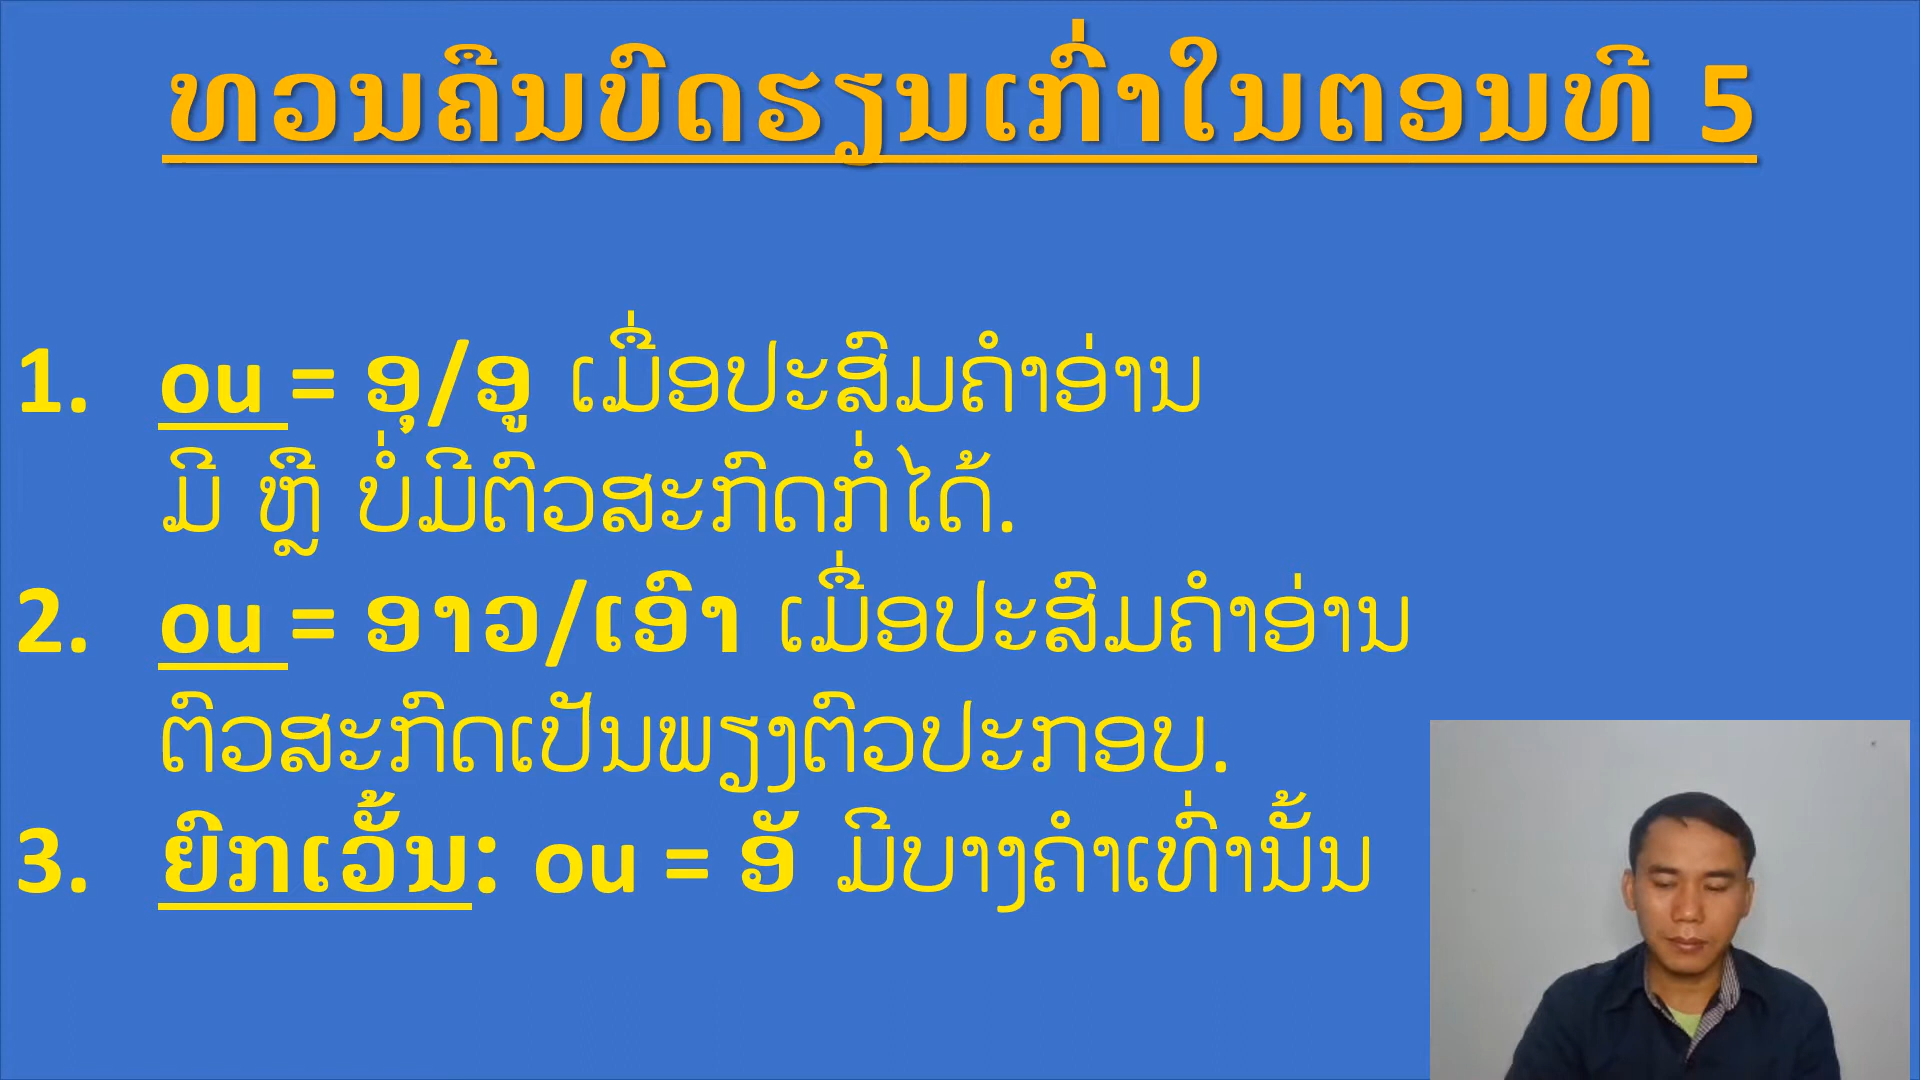 ທວນຄືນບົດຮຽນເກົ່າໃນຕອນທີ 5
1. ou = ອຸ/ອູ ເມື່ອປະສົມຄຳອ່ານ
ມີ ຫຼື ບໍ່ມີຕົວສະກົດກໍ່ໄດ້.
2. ou = ອາວ/ເອົາ ເມື່ອປະສົມຄຳອ່ານ
ຕົວສະກົດເປັນພຽງຕົວປະກອບ.
3. ຍົກເວັ້ນ: ou = ອັ ມີບາງຄຳເທົ່ານັ້ນ